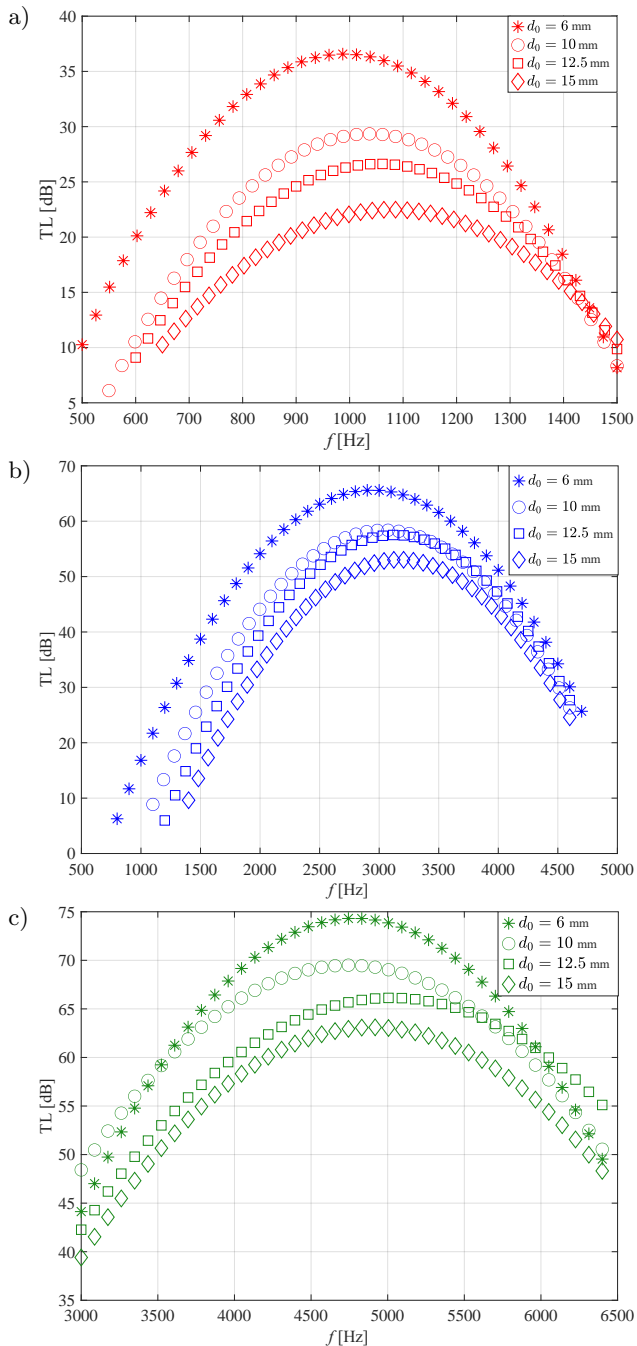 a)
40
35
30
25
20
15
10
5
TL [dB]
500 600 700 800 900 1000 1100 1200 1300 1400 1500
f [Hz]
d0 = 6 mm
d0 = 10 mm
d0 = 12.5 mm
d0 = 15 mm
b)
70
60
50
40
30
20
10
0
TL [dB]
500 1000 1500 2000 2500 3000 3500 4000 4500 5000
f [Hz]
d0 = 6 mm
d0 = 10 mm
d0 = 12.5 mm
d0 = 15 mm
c)
75
70
65
60
55
50
45
40
35
TL [dB]
3000 3500 4000 4500 5000 5500 6000 6500
f [Hz]
d0 = 6 mm
d0 = 10 mm
d0 = 12.5 mm
d0 = 15 mm